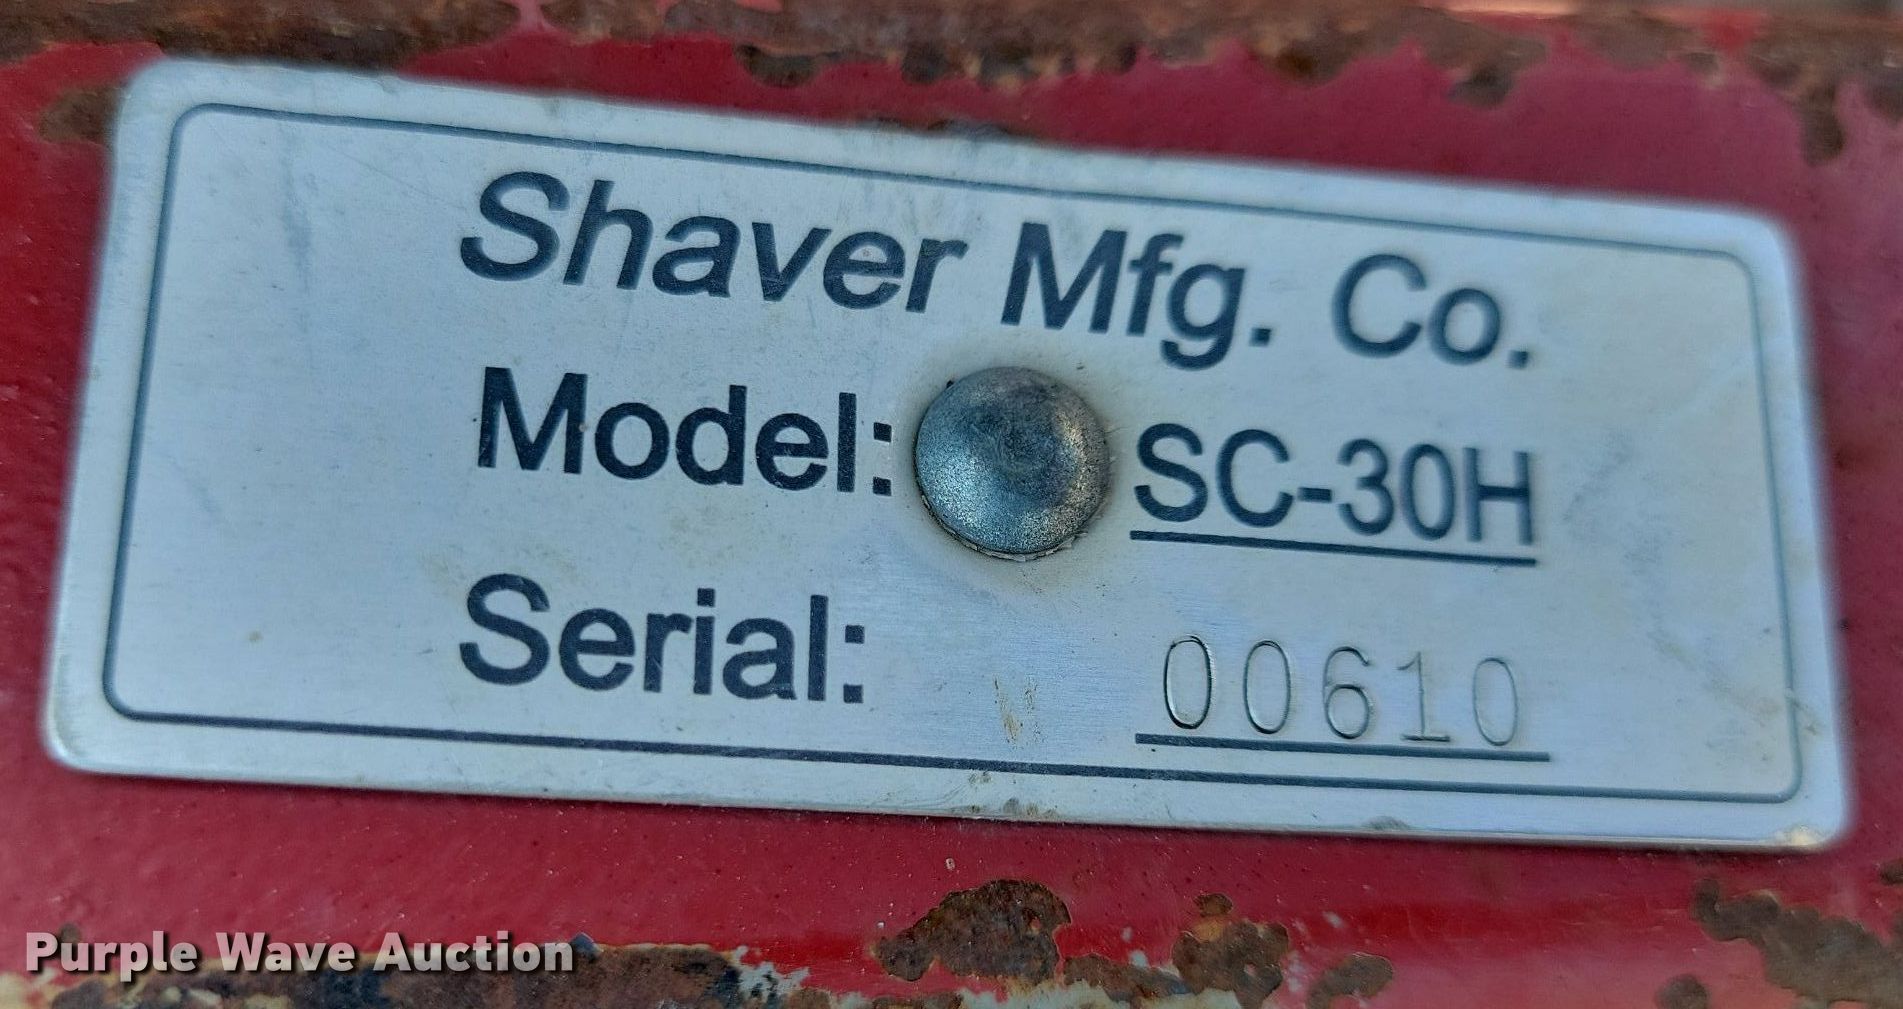 Shaver Mfg. Co.
Model: SC-30H
Serial: 00610
Purple Wave Auction